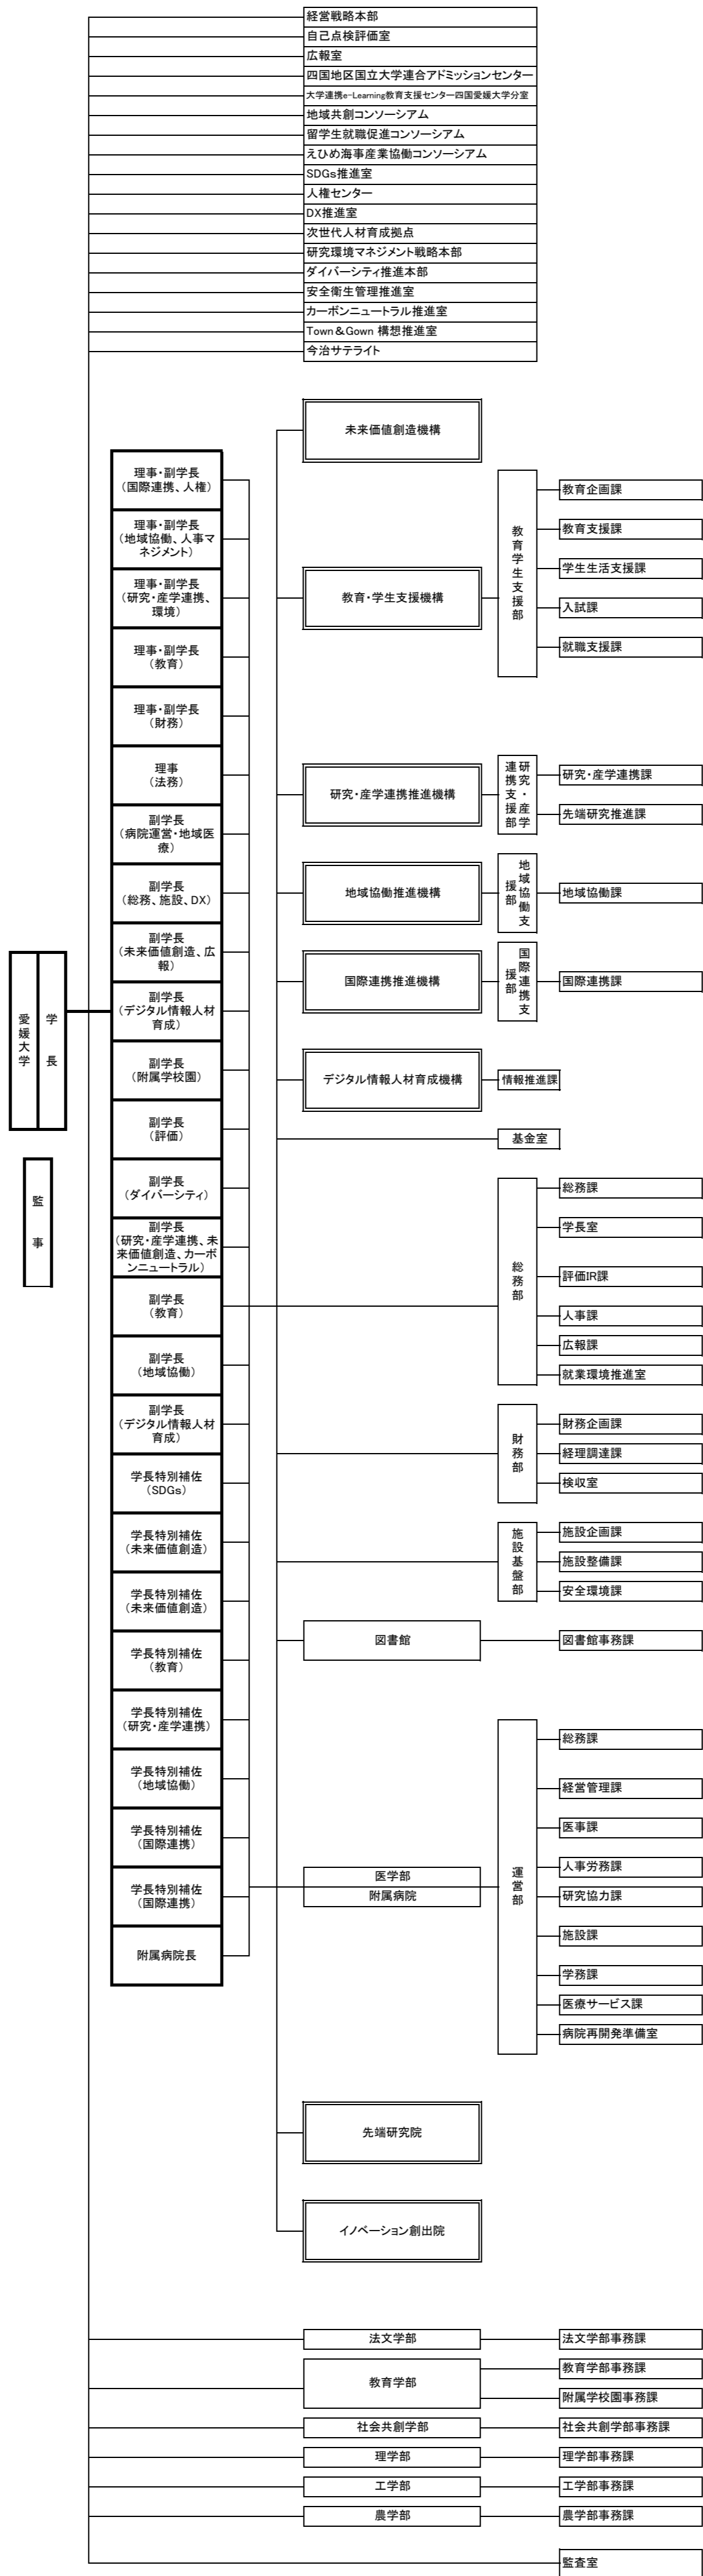 経営戦略本部
自己点検評価室
広報室
四国地区国立大学連合アドミッションセンター
大学連携e-Learning教育支援センター四国愛媛大学分室
地域共創コンソーシアム
留学生就職促進コンソーシアム
えひめ海事産業協働コンソーシアム
SDGs推進室
人権センター
DX推進室
次世代人材育成拠点
研究環境マネジメント戦略本部
ダイバーシティ推進本部
安全衛生管理推進室
カーボンニュートラル推進室
Town＆Gown 構想推進室
今治サテライト
愛媛大学
学長
監事
理事・副学長
（国際連携、人権）
理事・副学長
（地域協働、人事マ
ネジメント）
理事・副学長
（研究・産学連携、
環境）
理事・副学長
（教育）
理事・副学長
（財務）
理事
（法務）
副学長
（病院運営・地域医
療）
副学長
（総務、施設、DX）
副学長
（未来価値創造、広
報）
副学長
（デジタル情報人材
育成）
副学長
（附属学校園）
副学長
（評価）
副学長
（ダイバーシティ）
副学長
（研究・産学連携、未
来価値創造、カーボ
ンニュートラル）
副学長
（教育）
副学長
（地域協働）
副学長
（デジタル情報人材
育成）
学長特別補佐
（SDGs）
学長特別補佐
（未来価値創造）
学長特別補佐
（未来価値創造）
学長特別補佐
（教育）
学長特別補佐
（研究・産学連携）
学長特別補佐
（地域協働）
学長特別補佐
（国際連携）
学長特別補佐
（国際連携）
附属病院長
未来価値創造機構
教育・学生支援機構
教育学生支援部
教育企画課
教育支援課
学生生活支援課
入試課
就職支援課
研究・産学連携推進機構
研究・産学
連携支援部
研究・産学連携課
先端研究推進課
地域協働推進機構
地域協働支
援部
地域協働課
国際連携推進機構
国際連携支
援部
国際連携課
デジタル情報人材育成機構
情報推進課
基金室
総務部
総務課
学長室
評価IR課
人事課
広報課
就業環境推進室
財務部
財務企画課
経理調達課
検収室
施設基盤部
施設企画課
施設整備課
安全環境課
図書館
図書館事務課
医学部
附属病院
運営部
総務課
経営管理課
医事課
人事労務課
研究協力課
施設課
学務課
医療サービス課
病院再開発準備室
先端研究院
イノベーション創出院
法文学部
法文学部事務課
教育学部
教育学部事務課
附属学校園事務課
社会共創学部
社会共創学部事務課
理学部
理学部事務課
工学部
工学部事務課
農学部
農学部事務課
監査室